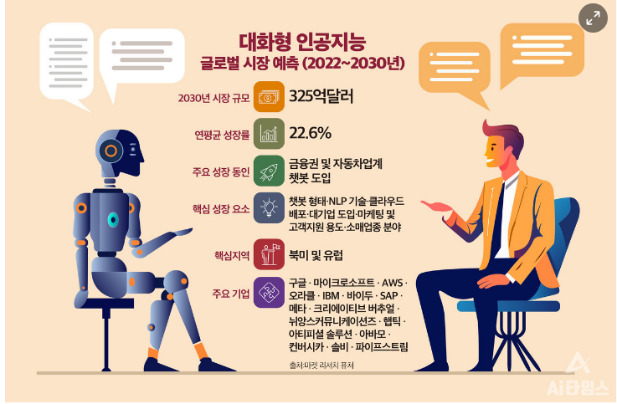 대화형 인공지능
글로벌 시장 예측 (2022~2030년)
2030년 시장 규모
325억달러
연평균 성장률
22.6%
주요 성장 동인
금융권 및 자동차업계
챗봇 도입
핵심 성장 요소
챗봇 형태·NLP 기술·클라우드
배포·대기업 도입·마케팅 및
고객지원 용도·소매업종 분야
핵심지역
북미 및 유럽
주요 기업
구글·마이크로소프트·AWS·
오라클·IBM·바이두·SAP·
메타·크리에이티브 버추얼·
뉘앙스커뮤니케이션즈·햅틱·
아티피셜 솔루션·아바모·
컨버시카·솔비·파이프스트림
출처:마켓 리서치 퓨처
Ai타임스